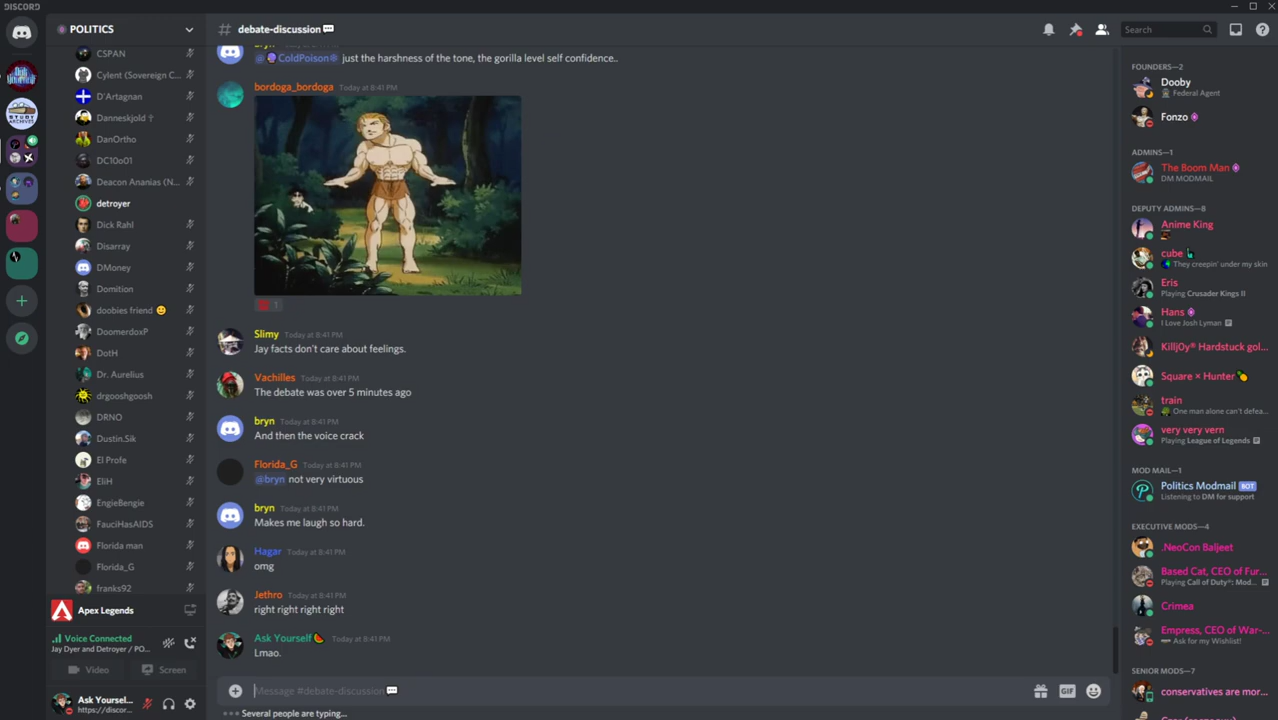 DISCORD
POLITICS
CSPAN
Cylent (Sovereign C...
D'Artagnan
Danneskjold †
DanOrtho
DC10o01
Deacon Ananias (N...
detroyer
Dick Rahl
Disarray
DMoney
Domition
doobies friend
DoomerdoxP
DotH
Dr. Aurelius
drgooshgoosh
DRNO
Dustin.Sik
El Profe
EliH
EngieBengie
FauciHasAIDS
Florida man
Florida_G
franks92
Apex Legends
Voice Connected
Jay Dyer and Detroyer / PO...
Video
Screen
Ask Yoursel...
https://discor...
# debate-discussion
Search
@ColdPoison just the harshness of the tone, the gorilla level self confidence..
bordoga_bordoga Today at 8:41 PM
1
Slimy Today at 8:41 PM
Jay facts don't care about feelings.
Vachilles Today at 8:41 PM
The debate was over 5 minutes ago
bryn Today at 8:41 PM
And then the voice crack
Florida_G Today at 8:41 PM
@bryn not very virtuous
bryn Today at 8:41 PM
Makes me laugh so hard.
Hagar Today at 8:41 PM
omg
Jethro Today at 8:41 PM
right right right right
Ask Yourself Today at 8:41 PM
Lmao.
Message #debate-discussion
GIF
Several people are typing...
FOUNDERS—2
Dooby
Federal Agent
Fonzo
ADMINS—1
The Boom Man
DM MODMAIL
DEPUTY ADMINS—8
Anime King
cube
They creepin' under my skin
Eris
Playing Crusader Kings II
Hans
I Love Josh Lyman
Killj0y® Hardstuck gol...
Square × Hunter
train
One man alone can't defea...
very very vern
Playing League of Legends
MOD MAIL—1
Politics Modmail BOT
Listening to DM for support
EXECUTIVE MODS—4
.NeoCon Baljeet
Based Cat, CEO of Fur...
Playing Call of Duty®: Mod...
Crimea
Empress, CEO of War-...
Ask for my Wishlist!
SENIOR MODS—7
conservatives are mor...